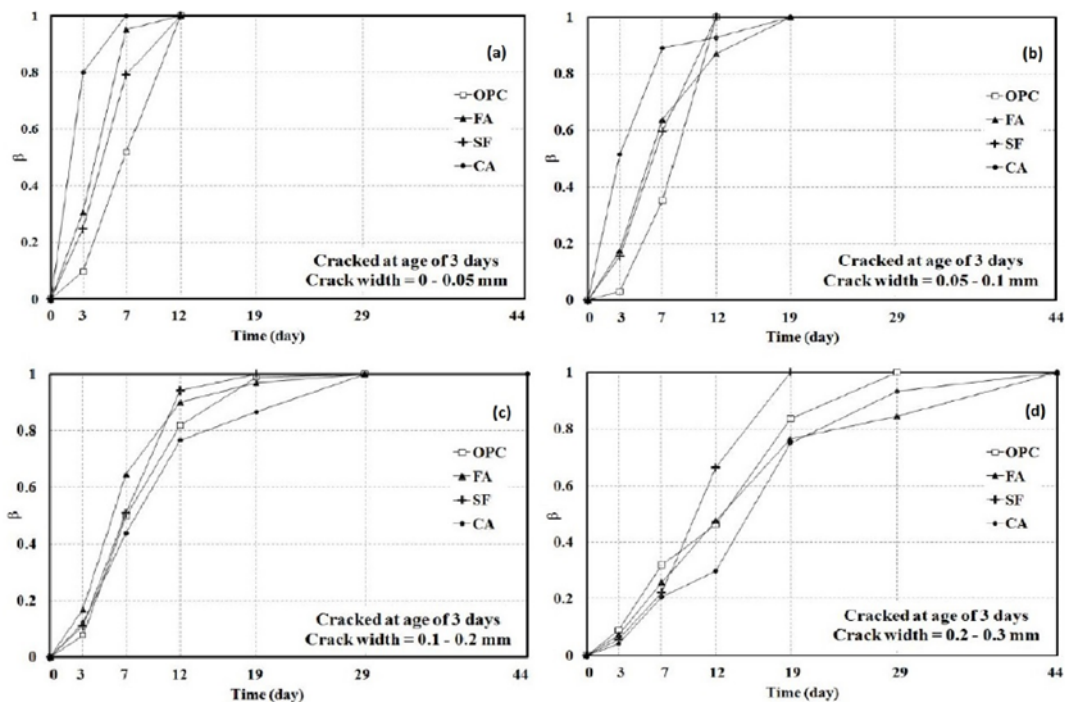 1
(a)
0.8
OPC
FA
0.6
SF
β
CA
0.4
0.2
Cracked at age of 3 days
Crack width = 0 - 0.05 mm
0
0 3 7 12 19 29 44
Time (day)
1
(b)
0.8
OPC
FA
0.6
SF
β
CA
0.4
0.2
Cracked at age of 3 days
Crack width = 0.05 - 0.1 mm
0
0 3 7 12 19 29 44
Time (day)
1
(c)
0.8
OPC
FA
0.6
SF
β
CA
0.4
0.2
Cracked at age of 3 days
Crack width = 0.1 - 0.2 mm
0
0 3 7 12 19 29 44
Time (day)
1
(d)
0.8
OPC
FA
0.6
SF
β
CA
0.4
0.2
Cracked at age of 3 days
Crack width = 0.2 - 0.3 mm
0
0 3 7 12 19 29 44
Time (day)